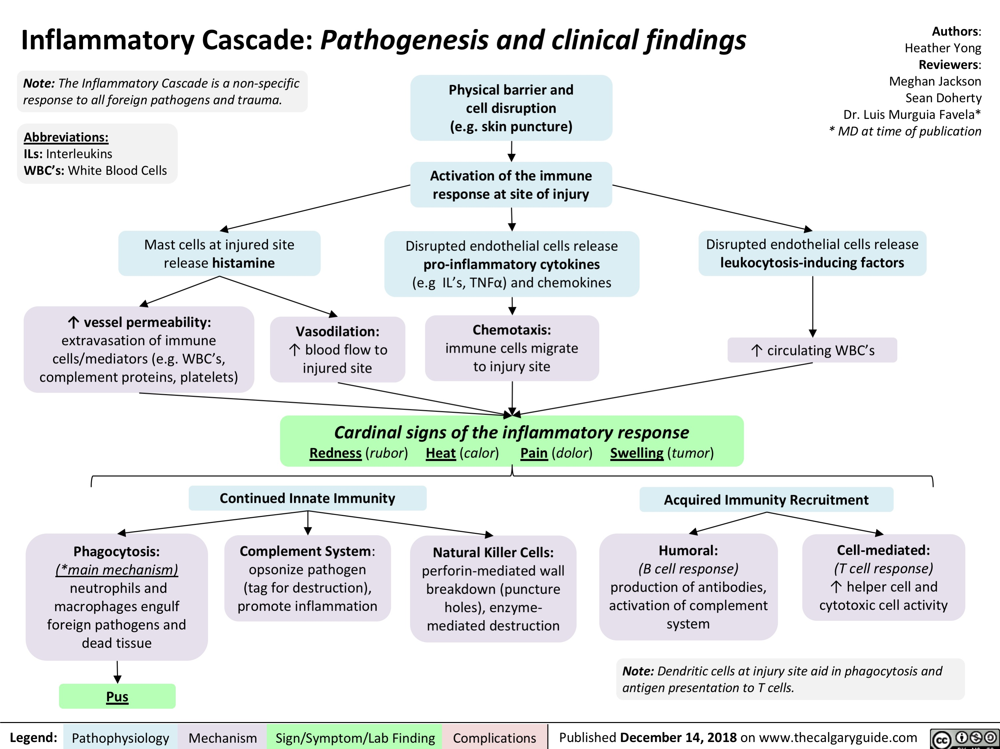 Inflammatory Cascade: Pathogenesis and clinical findings
Authors:
Heather Yong
Reviewers:
Meghan Jackson
Sean Doherty
Dr. Luis Murguia Favela*
* MD at time of publication
Note: The Inflammatory Cascade is a non-specific
response to all foreign pathogens and trauma.
Abbreviations:
ILs: Interleukins
WBC’s: White Blood Cells
Physical barrier and
cell disruption
(e.g. skin puncture)
Activation of the immune
response at site of injury
Mast cells at injured site
release histamine
Disrupted endothelial cells release
pro-inflammatory cytokines
(e.g IL’s, TNFα) and chemokines
Disrupted endothelial cells release
leukocytosis-inducing factors
↑ vessel permeability:
extravasation of immune
cells/mediators (e.g. WBC’s,
complement proteins, platelets)
Vasodilation:
↑ blood flow to
injured site
Chemotaxis:
immune cells migrate
to injury site
↑ circulating WBC’s
Cardinal signs of the inflammatory response
Redness (rubor) Heat (calor) Pain (dolor) Swelling (tumor)
Continued Innate Immunity
Acquired Immunity Recruitment
Phagocytosis:
(*main mechanism)
neutrophils and
macrophages engulf
foreign pathogens and
dead tissue
Complement System:
opsonize pathogen
(tag for destruction),
promote inflammation
Natural Killer Cells:
perforin-mediated wall
breakdown (puncture
holes), enzyme-
mediated destruction
Humoral:
(B cell response)
production of antibodies,
activation of complement
system
Cell-mediated:
(T cell response)
↑ helper cell and
cytotoxic cell activity
Pus
Note: Dendritic cells at injury site aid in phagocytosis and
antigen presentation to T cells.
Legend: Pathophysiology Mechanism Sign/Symptom/Lab Finding Complications
Published December 14, 2018 on www.thecalgaryguide.com
cc